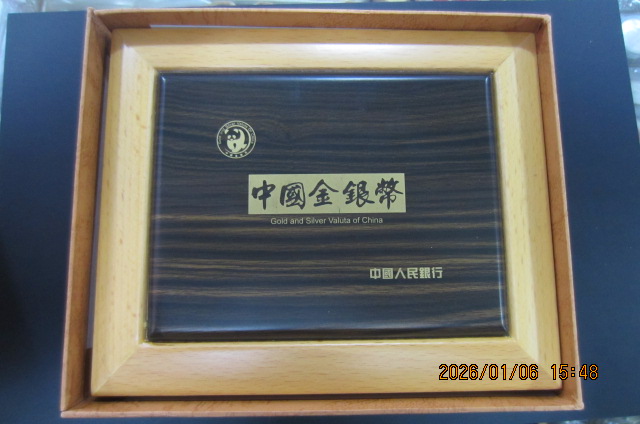 中國金銀幣
Gold and Silver Valuta of China
中國人民銀行
2026/01/06 15:48